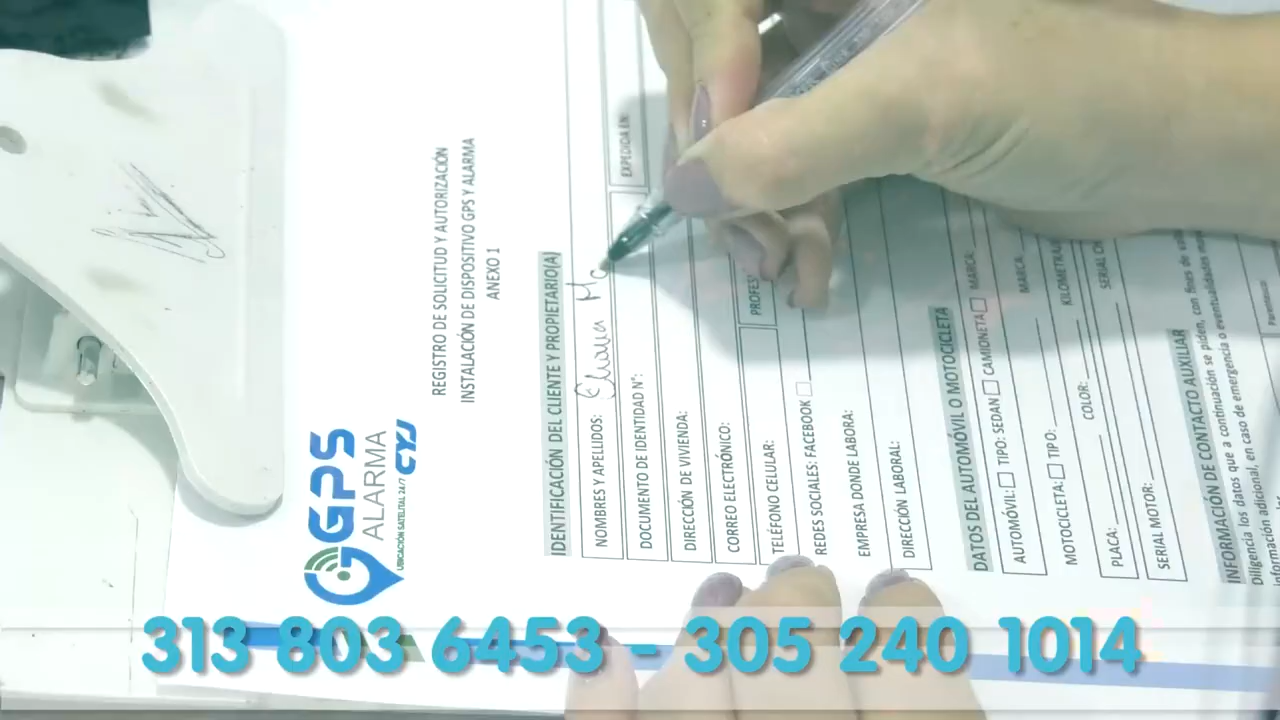 GPS
ALARMA
CYJ
UBICACIÓN SATELITAL 24/7
REGISTRO DE SOLICITUD Y AUTORIZACIÓN
INSTALACIÓN DE DISPOSITIVO GPS Y ALARMA
ANEXO 1
IDENTIFICACIÓN DEL CLIENTE Y PROPIETARIO(A)
NOMBRES Y APELLIDOS:
DOCUMENTO DE IDENTIDAD N°: EXPEDIDA EN:
DIRECCIÓN DE VIVIENDA:
CORREO ELECTRÓNICO:
TELÉFONO CELULAR:
REDES SOCIALES: FACEBOOK
EMPRESA DONDE LABORA:
DIRECCIÓN LABORAL:
DATOS DEL AUTOMÓVIL O MOTOCICLETA
AUTOMÓVIL: TIPO: SEDAN CAMIONETA MARCA:
MOTOCICLETA: TIPO: MARCA:
PLACA: COLOR:
SERIAL MOTOR:
INFORMACIÓN DE CONTACTO AUXILIAR
Diligencia los datos que a continuación se piden, con fines de
información adicional, en caso de emergencia o eventualidades
313 803 6453 - 305 240 1014